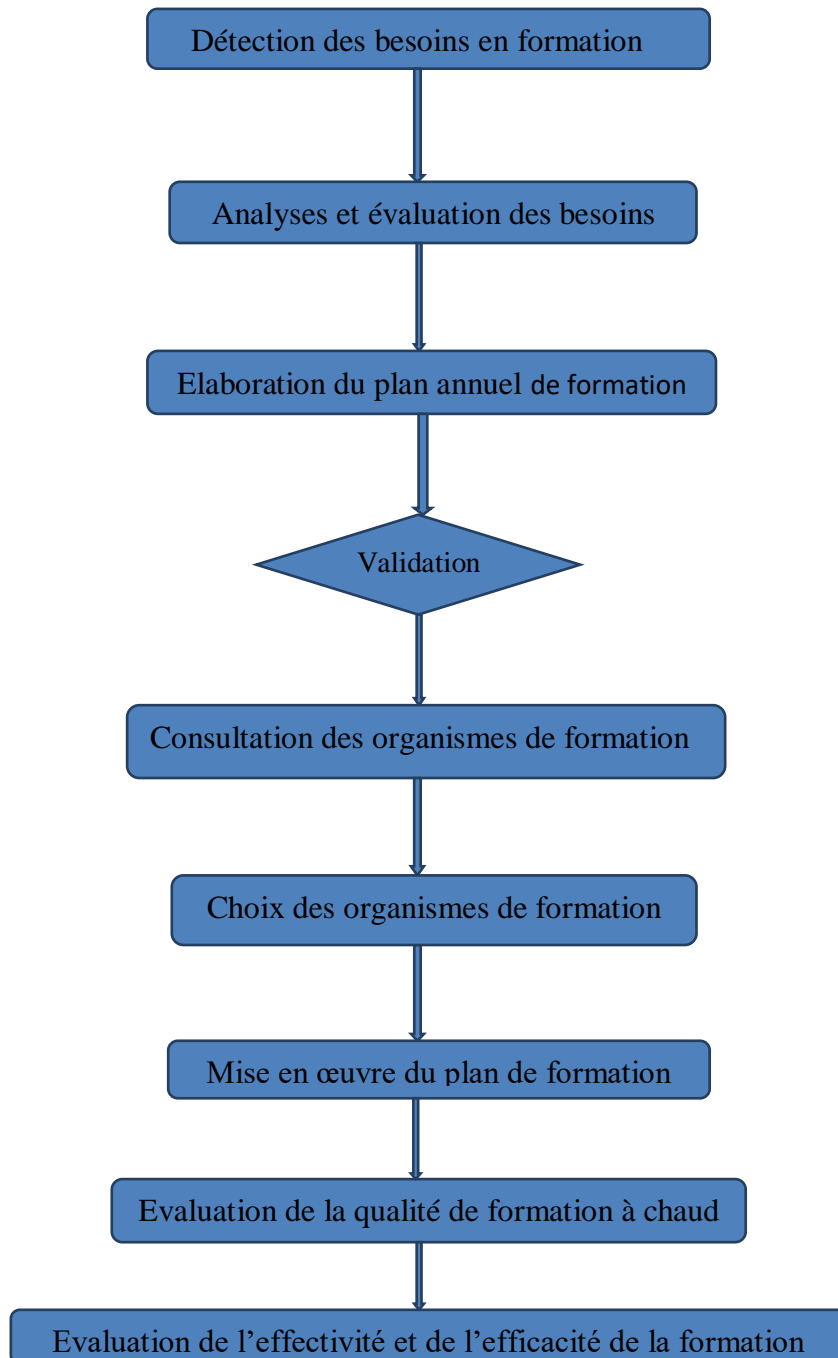 Détection des besoins en formation
Analyses et évaluation des besoins
Elaboration du plan annuel de formation
Validation
Consultation des organismes de formation
Choix des organismes de formation
Mise en œuvre du plan de formation
Evaluation de la qualité de formation à chaud
Evaluation de l’effectivité et de l’efficacité de la formation